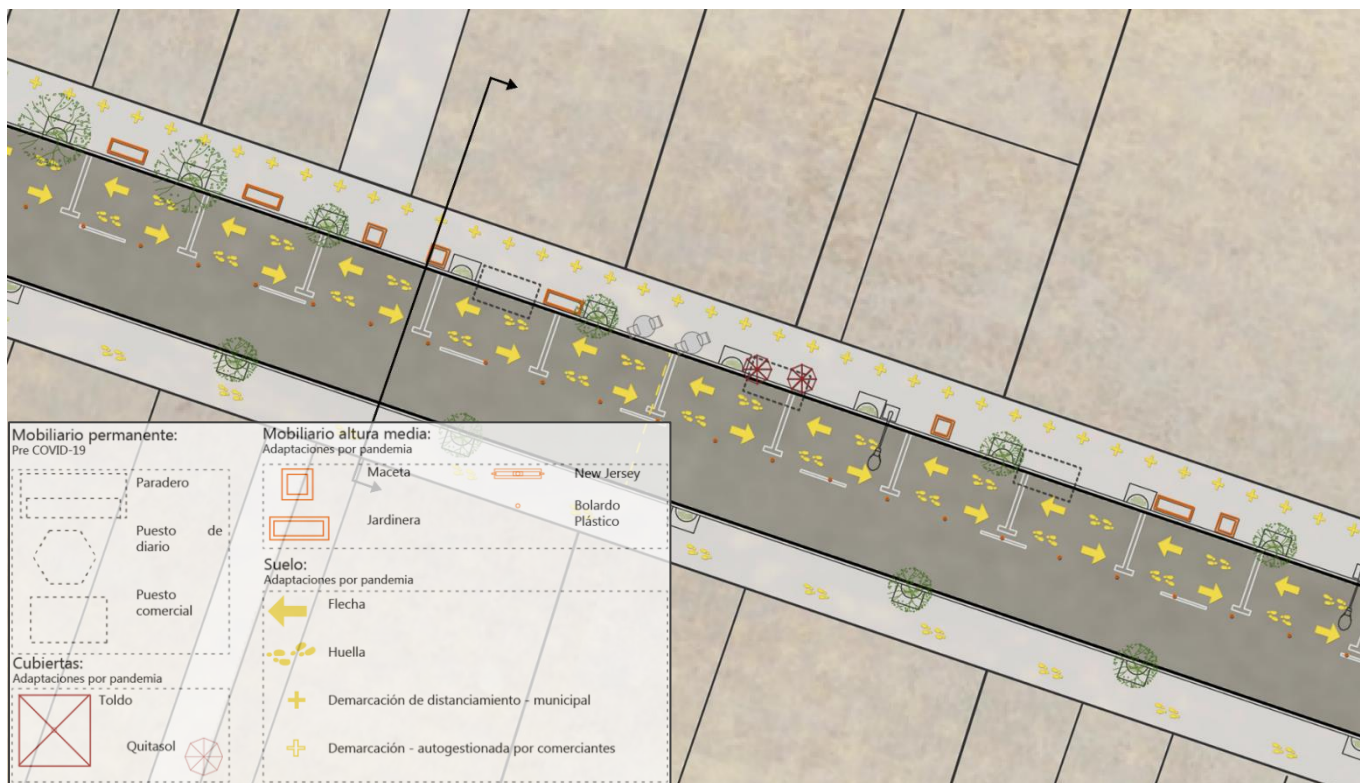 Mobiliario permanente:
Pre COVID-19
Paradero
Puesto de
diario
Puesto
comercial
Cubiertas:
Adaptaciones por pandemia
Toldo
Quitasol
Mobiliario altura media:
Adaptaciones por pandemia
Maceta
New Jersey
Jardinera
Bolardo
Plástico
Suelo:
Adaptaciones por pandemia
Flecha
Huella
Demarcación de distanciamiento - municipal
Demarcación - autogestionada por comerciantes